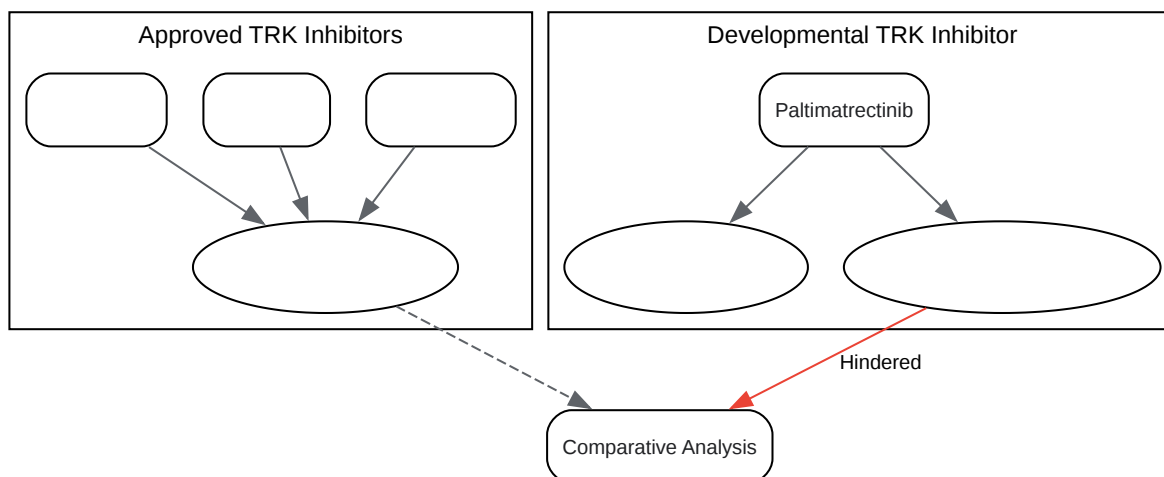 Approved TRK Inhibitors
Developmental TRK Inhibitor
Paltimatrectinib
Hindered
Comparative Analysis